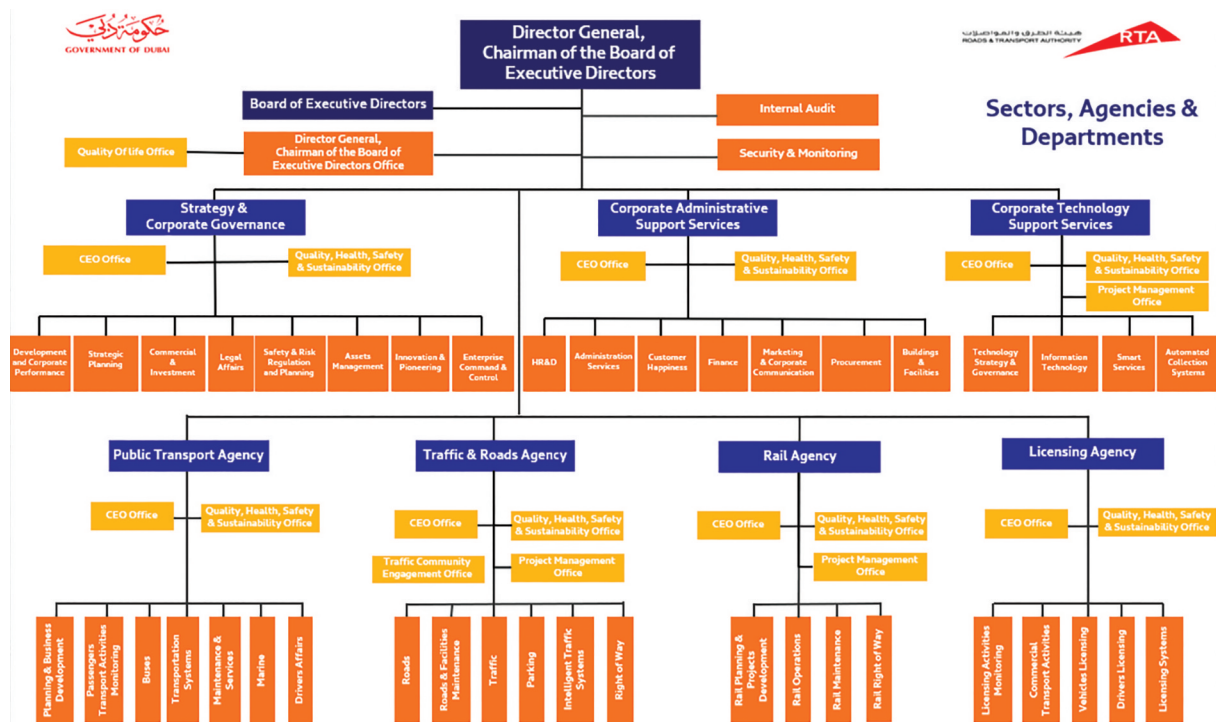 حكومة دبي
GOVERNMENT OF DUBAI
Director General,
Chairman of the Board of
Executive Directors
هيئة الطرق والمواصلات
ROADS & TRANSPORT AUTHORITY
RTA
Sectors, Agencies &
Departments
Board of Executive Directors
Internal Audit
Quality Of life Office
Director General,
Chairman of the Board of
Executive Directors Office
Security & Monitoring
Strategy &
Corporate Governance
Corporate Administrative
Support Services
Corporate Technology
Support Services
CEO Office
Quality, Health, Safety
& Sustainability Office
CEO Office
Quality, Health, Safety
& Sustainability Office
CEO Office
Quality, Health, Safety
& Sustainability Office
Project Management
Office
Development
and Corporate
Performance
Strategic
Planning
Commercial
&
Investment
Legal
Affairs
Safety & Risk
Regulation
and Planning
Assets
Management
Innovation &
Pioneering
Enterprise
Command &
Control
HR&D
Administration
Services
Customer
Happiness
Finance
Marketing
& Corporate
Communication
Procurement
Buildings
&
Facilities
Technology
Strategy &
Governance
Information
Technology
Smart
Services
Automated
Collection
Systems
Public Transport Agency
Traffic & Roads Agency
Rail Agency
Licensing Agency
CEO Office
Quality, Health, Safety
& Sustainability Office
CEO Office
Quality, Health, Safety
& Sustainability Office
Traffic Community
Engagement Office
Project Management
Office
CEO Office
Quality, Health, Safety
& Sustainability Office
Project Management
Office
CEO Office
Quality, Health, Safety
& Sustainability Office
Planning & Business
Development
Passengers
Transport Activities
Monitoring
Buses
Transportation
Systems
Maintenance &
Services
Marine
Drivers Affairs
Roads
Roads & Facilities
Maintenance
Traffic
Parking
Intelligent Traffic
Systems
Right of Way
Rail Planning &
Projects
Development
Rail Operations
Rail Maintenance
Rail Right of Way
Licensing Activities
Monitoring
Commercial
Transport Activities
Vehicles Licensing
Drivers Licensing
Licensing Systems